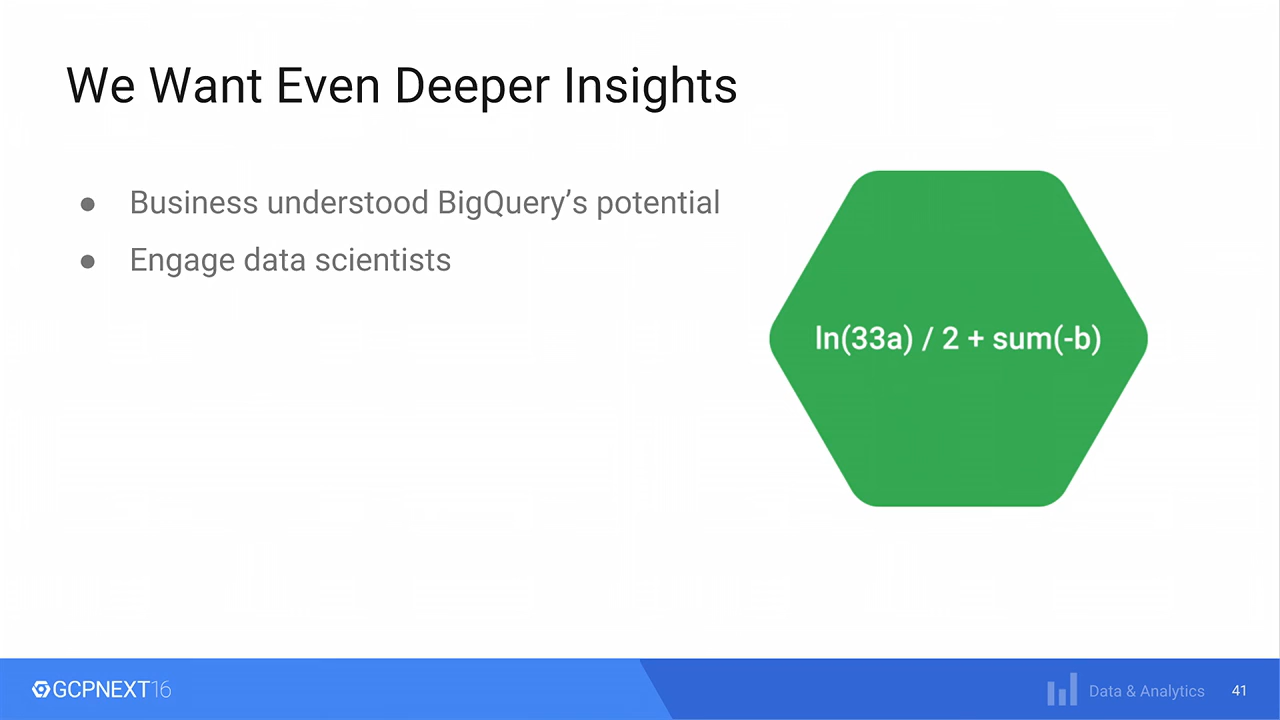 We Want Even Deeper Insights
● Business understood BigQuery’s potential
● Engage data scientists
ln(33a) / 2 + sum(-b)
GCPNEXT16
Data & Analytics
41